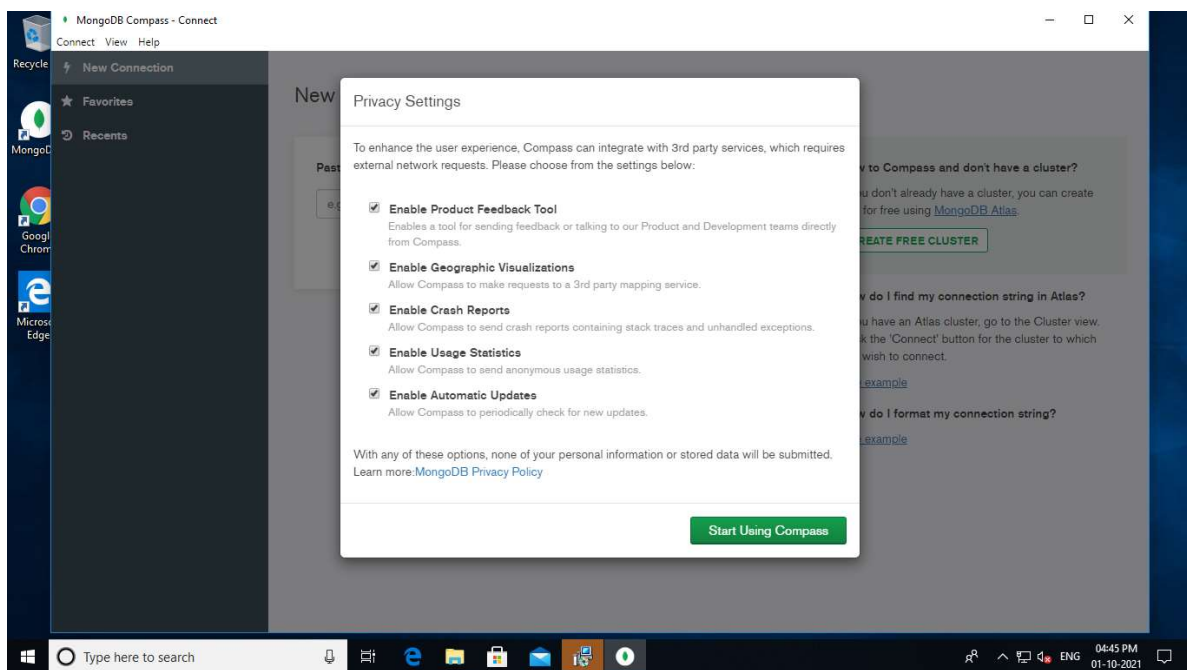 MongoDB Compass - Connect
Connect View Help
Recycle
New Connection
Favorites
Recents
New
Privacy Settings
To enhance the user experience, Compass can integrate with 3rd party services, which requires
external network requests. Please choose from the settings below:
Enable Product Feedback Tool
Enables a tool for sending feedback or talking to our Product and Development teams directly
from Compass.
Enable Geographic Visualizations
Allow Compass to make requests to a 3rd party mapping service.
Enable Crash Reports
Allow Compass to send crash reports containing stack traces and unhandled exceptions.
Enable Usage Statistics
Allow Compass to send anonymous usage statistics.
Enable Automatic Updates
Allow Compass to periodically check for new updates.
With any of these options, none of your personal information or stored data will be submitted.
Learn more:MongoDB Privacy Policy
Start Using Compass
Past
e.g
MongoD
Googl
Chrom
Micros
Edge
to Compass and don't have a cluster?
don't already have a cluster, you can create
for free using MongoDB Atlas.
REATE FREE CLUSTER
do I find my connection string in Atlas?
have an Atlas cluster, go to the Cluster view.
the 'Connect' button for the cluster to which
wish to connect.
example
do I format my connection string?
example
Type here to search
ENG
04:45 PM
01-10-2021